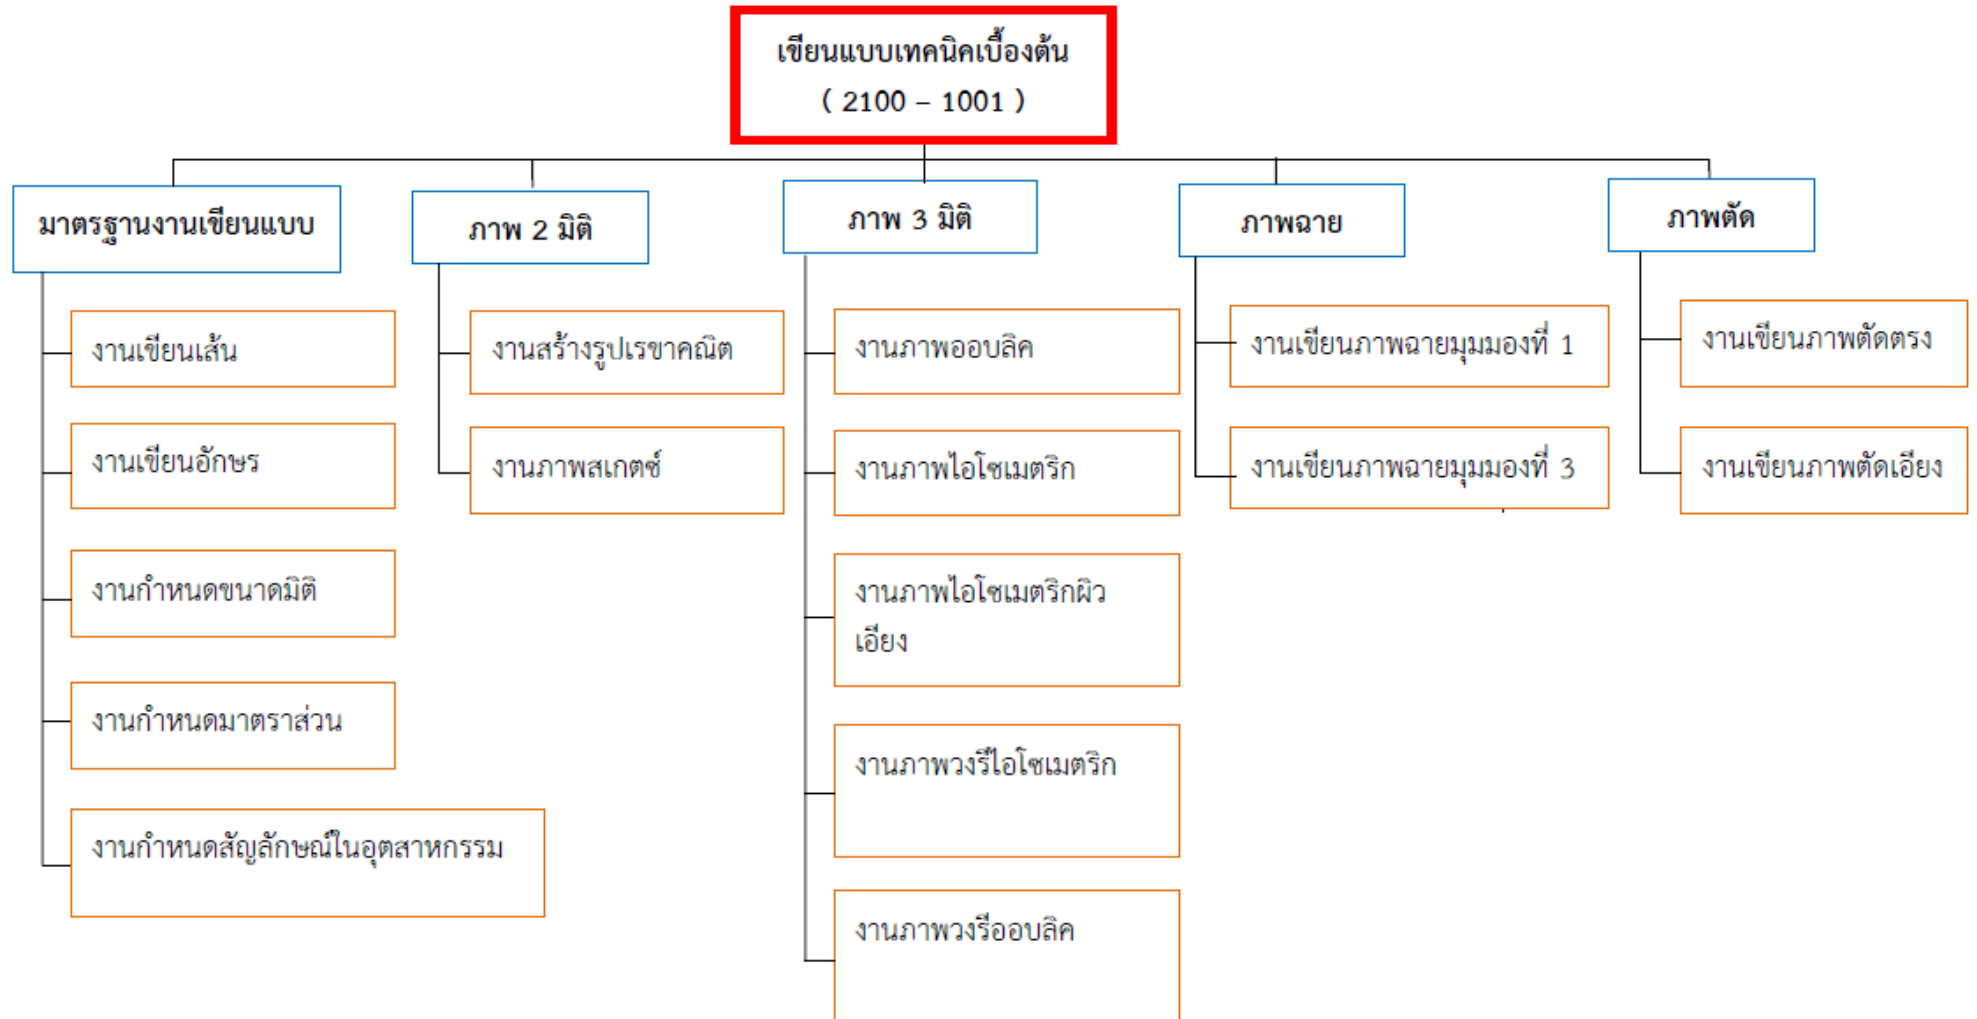 เขียนแบบเทคนิคเบื้องต้น
( 2100 – 1001 )
มาตรฐานงานเขียนแบบ
งานเขียนเส้น
งานเขียนอักษร
งานกำหนดขนาดมิติ
งานกำหนดมาตราส่วน
งานกำหนดสัญลักษณ์ในอุตสาหกรรม
ภาพ 2 มิติ
งานสร้างรูปเรขาคณิต
งานภาพสเกตซ์
ภาพ 3 มิติ
งานภาพออบลิค
งานภาพไอโซเมตริก
งานภาพไอโซเมตริกผิว
เอียง
งานภาพวงรีไอโซเมตริก
งานภาพวงรีออบลิค
ภาพฉาย
งานเขียนภาพฉายมุมมองที่ 1
งานเขียนภาพฉายมุมมองที่ 3
ภาพตัด
งานเขียนภาพตัดตรง
งานเขียนภาพตัดเอียง